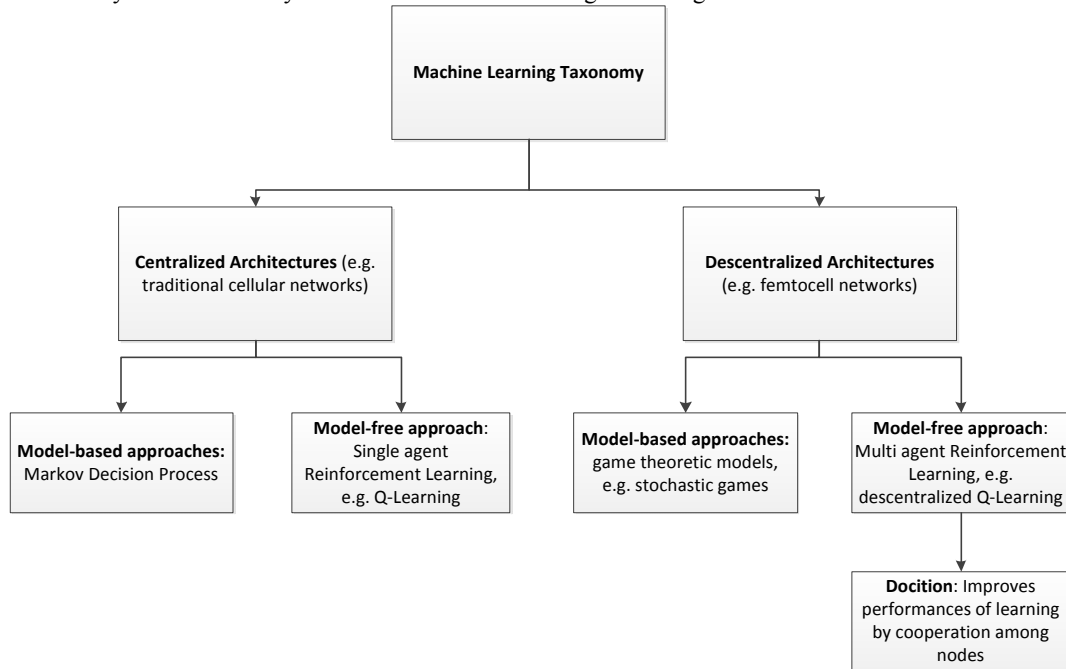 Machine Learning Taxonomy
Centralized Architectures (e.g.
traditional cellular networks)
Descentralized Architectures
(e.g. femtocell networks)
Model-based approaches:
Markov Decision Process
Model-free approach:
Single agent
Reinforcement Learning,
e.g. Q-Learning
Model-based approaches:
game theoretic models,
e.g. stochastic games
Model-free approach:
Multi agent Reinforcement
Learning, e.g.
descentralized Q-Learning
Docition: Improves
performances of learning
by cooperation among
nodes